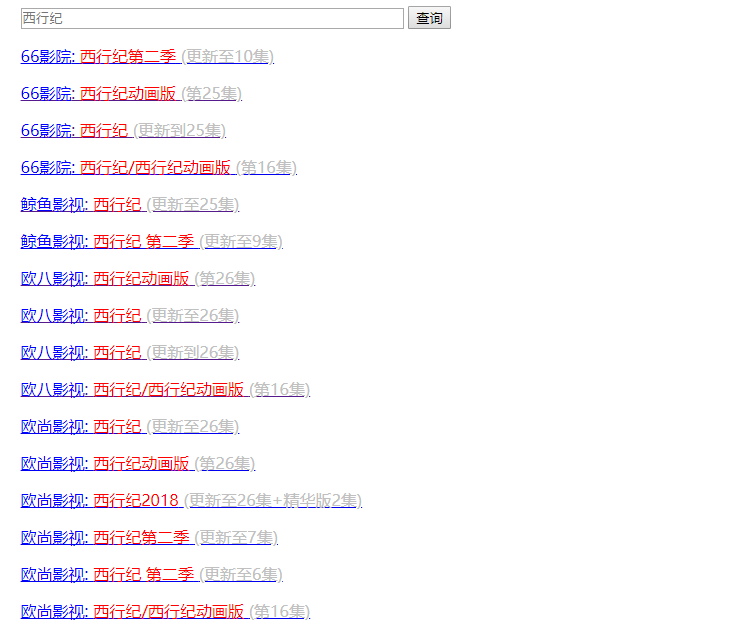 西行纪 查询
66影院: 西行纪第二季 (更新至10集)
66影院: 西行纪动画版 (第25集)
66影院: 西行纪 (更新到25集)
66影院: 西行纪/西行纪动画版 (第16集)
鲸鱼影视: 西行纪 (更新至25集)
鲸鱼影视: 西行纪 第二季 (更新至9集)
欧八影视: 西行纪动画版 (第26集)
欧八影视: 西行纪 (更新至26集)
欧八影视: 西行纪 (更新到26集)
欧八影视: 西行纪/西行纪动画版 (第16集)
欧尚影视: 西行纪 (更新至26集)
欧尚影视: 西行纪动画版 (第26集)
欧尚影视: 西行纪2018 (更新至26集+精华版2集)
欧尚影视: 西行纪第二季 (更新至7集)
欧尚影视: 西行纪 第二季 (更新至6集)
欧尚影视: 西行纪/西行纪动画版 (第16集)